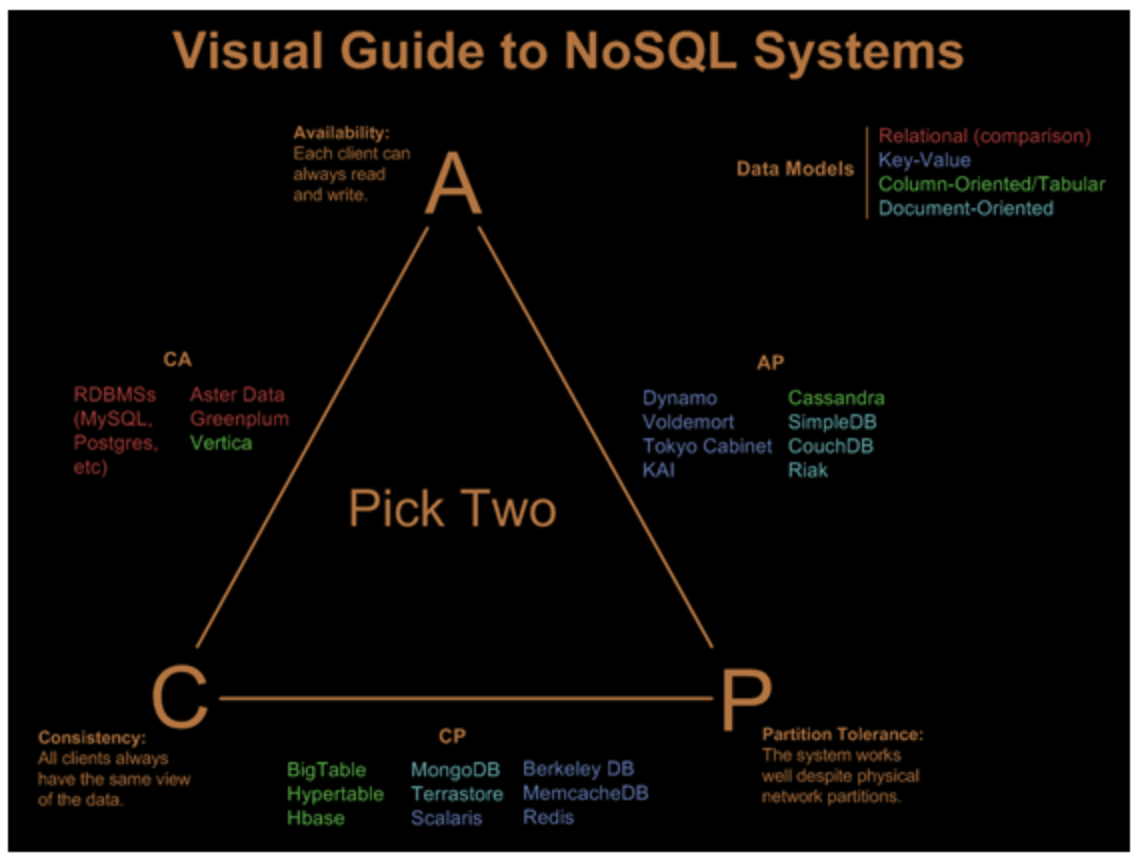 Visual Guide to NoSQL Systems
Availability:
Each client can
always read
and write.
A
Data Models
Relational (comparison)
Key-Value
Column-Oriented/Tabular
Document-Oriented
CA
RDBMSs
(MySQL,
Postgres,
etc)
Aster Data
Greenplum
Vertica
AP
Dynamo
Voldemort
Tokyo Cabinet
KAI
Cassandra
SimpleDB
CouchDB
Riak
Pick Two
C
Consistency:
All clients always
have the same view
of the data.
P
Partition Tolerance:
The system works
well despite physical
network partitions.
CP
BigTable
Hypertable
Hbase
MongoDB
Terrastore
Scalaris
Berkeley DB
MemcacheDB
Redis